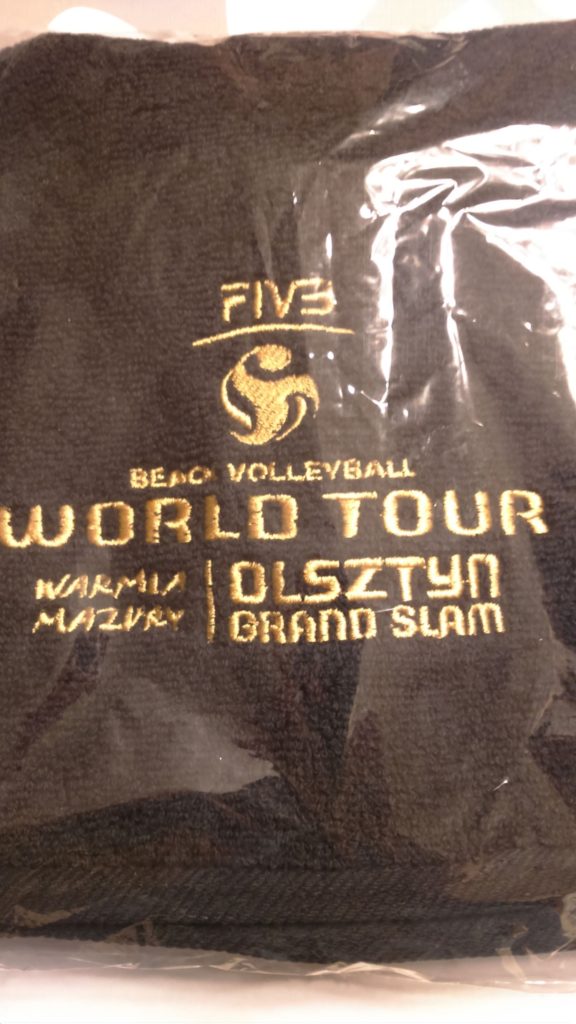 FIVB
BEACH VOLLEYBALL
WORLD TOUR
WARMIA
MAZURY
OLSZTYN
GRAND SLAM